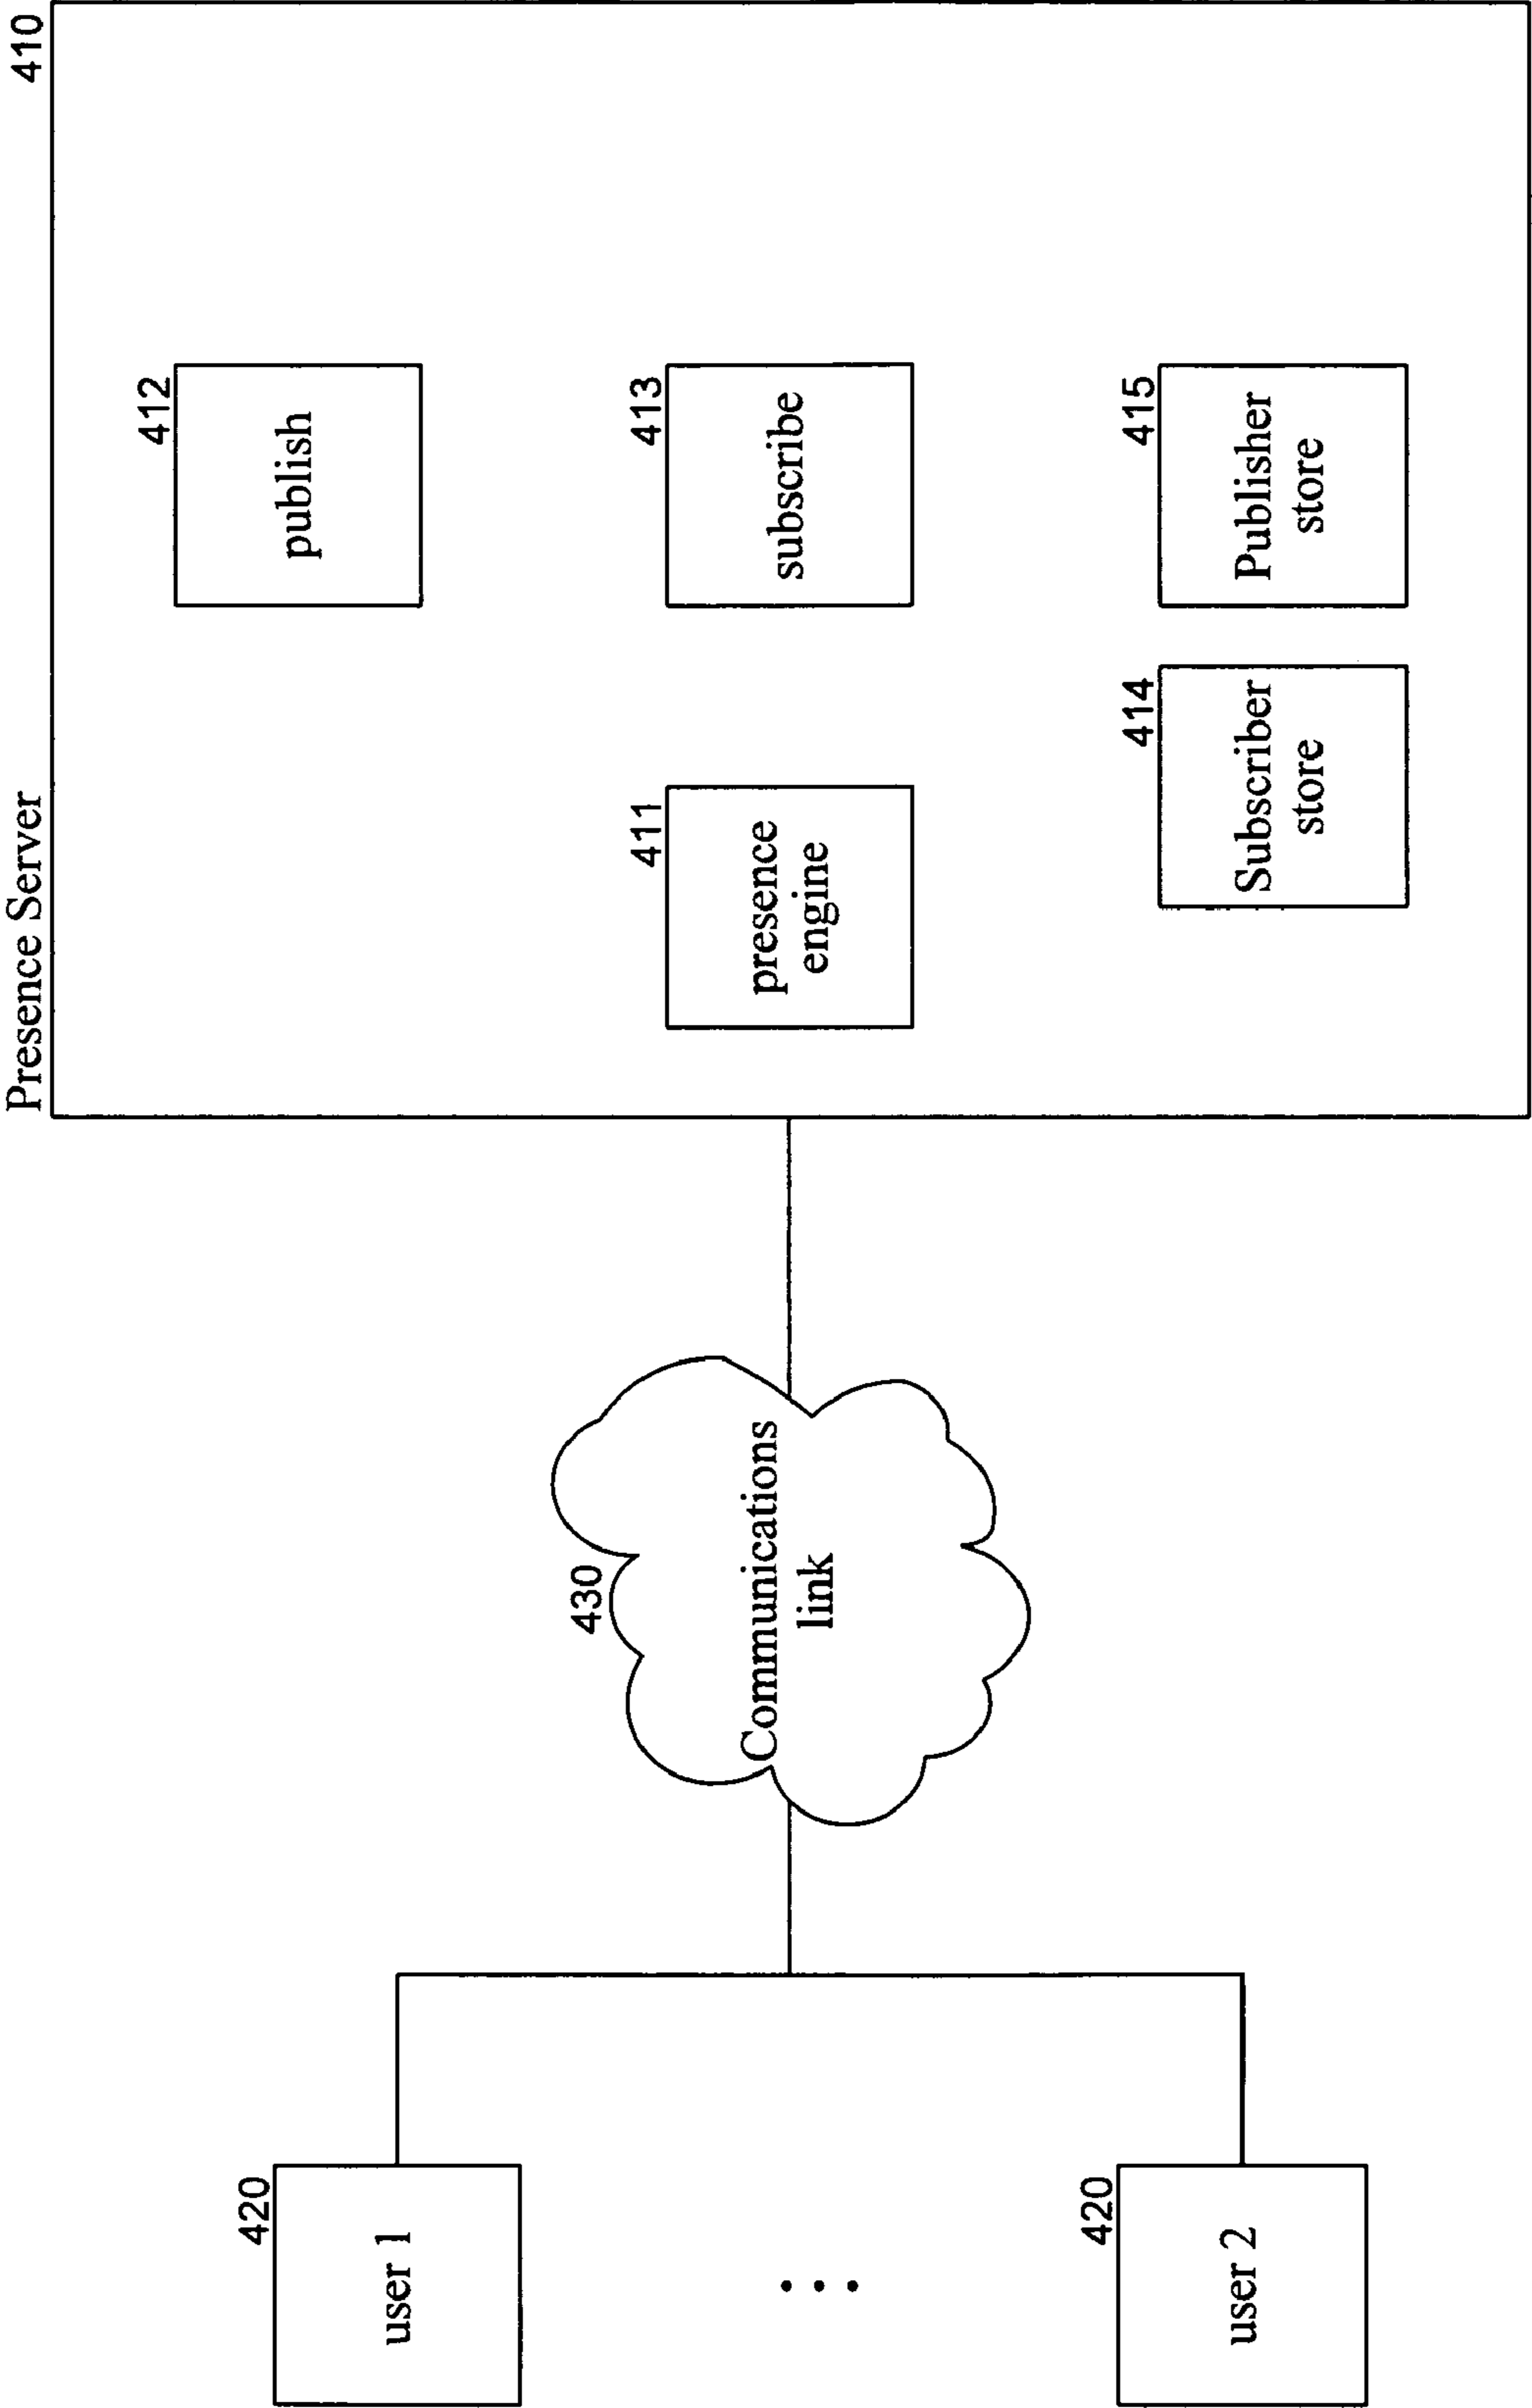 Presence Server
410
420
user 1
412
publish
430
Communications
link
411
presence
engine
413
subscribe
420
user 2
414
Subscriber
store
415
Publisher
store